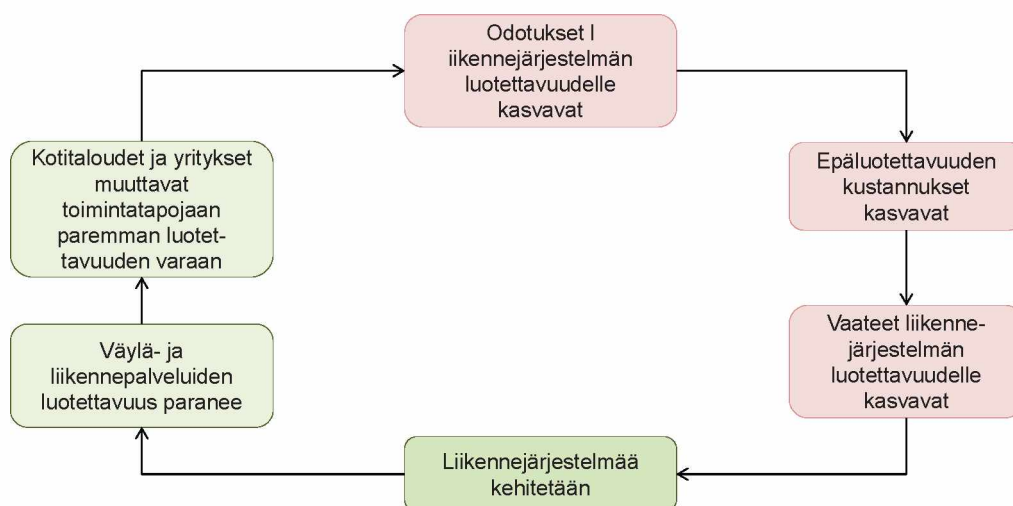 Odotukset l
iikennejärjestelmän
luotettavuudelle
kasvavat
Epäluotettavuuden
kustannukset
kasvavat
Vaateet liikenne-
järjestelmän
luotettavuudelle
kasvavat
Liikennejärjestelmää
kehitetään
Väylä- ja
liikennepalveluiden
luotettavuus paranee
Kotitaloudet ja yritykset
muuttavat
toimintatapojaan
paremman luotet-
tavuuden varaan